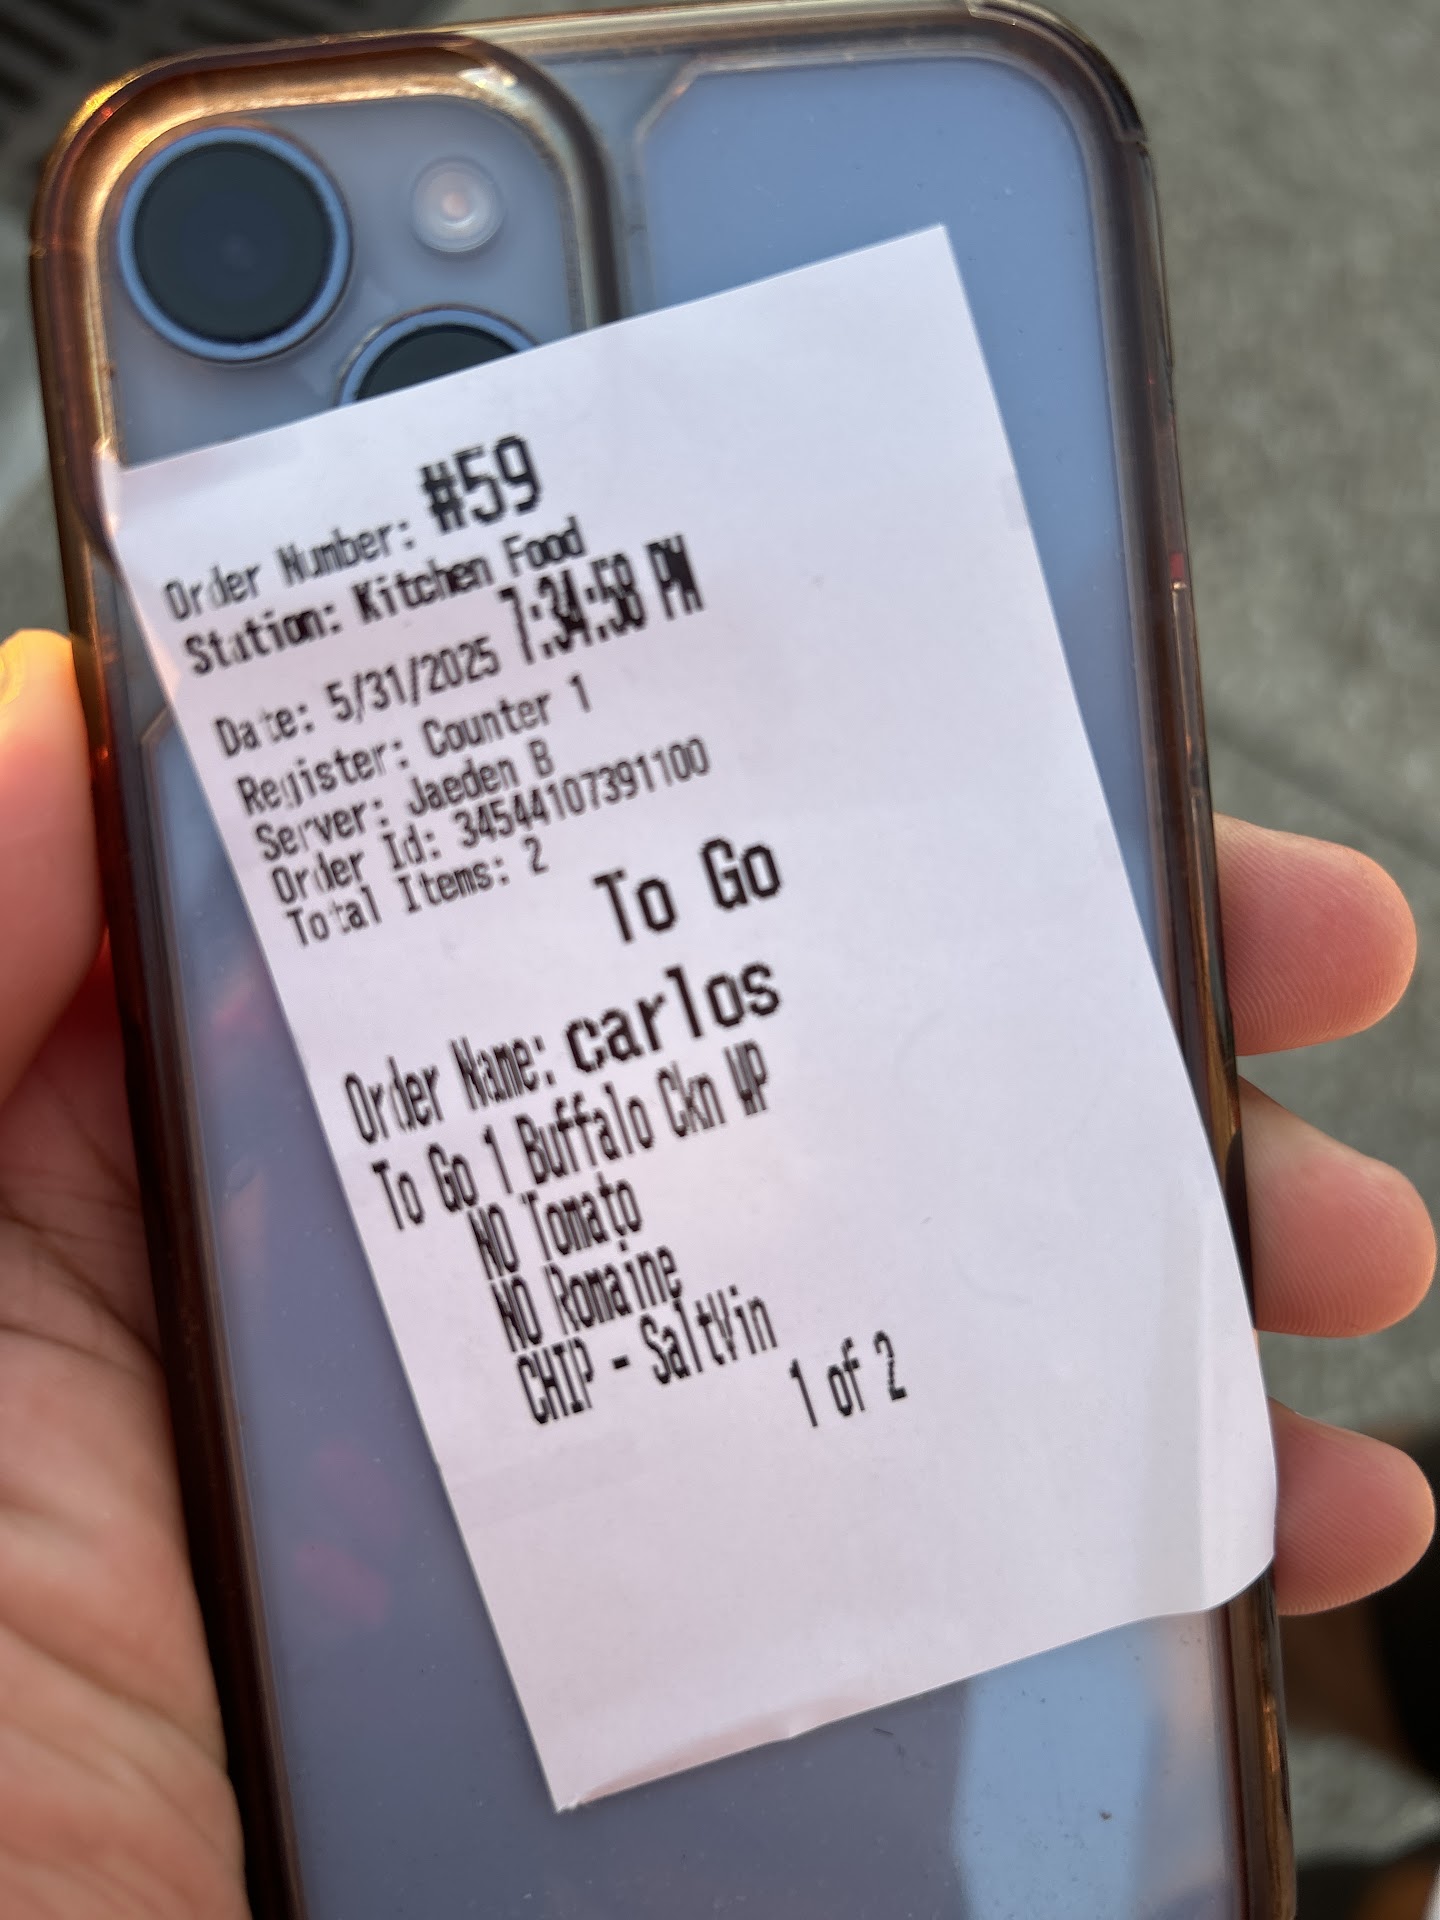 Order Number: #59
Station: Kitchen Food
Date: 5/31/2025 7:34:58 PM
Register: Counter 1
Server: Jaeden B
Order Id: 34544107391100
Total Items: 2
To Go
Order Name: carlos
To Go 1 Buffalo Ckn WP
NO Tomato
NO Romaine
CHIP - SaltVin
1 of 2